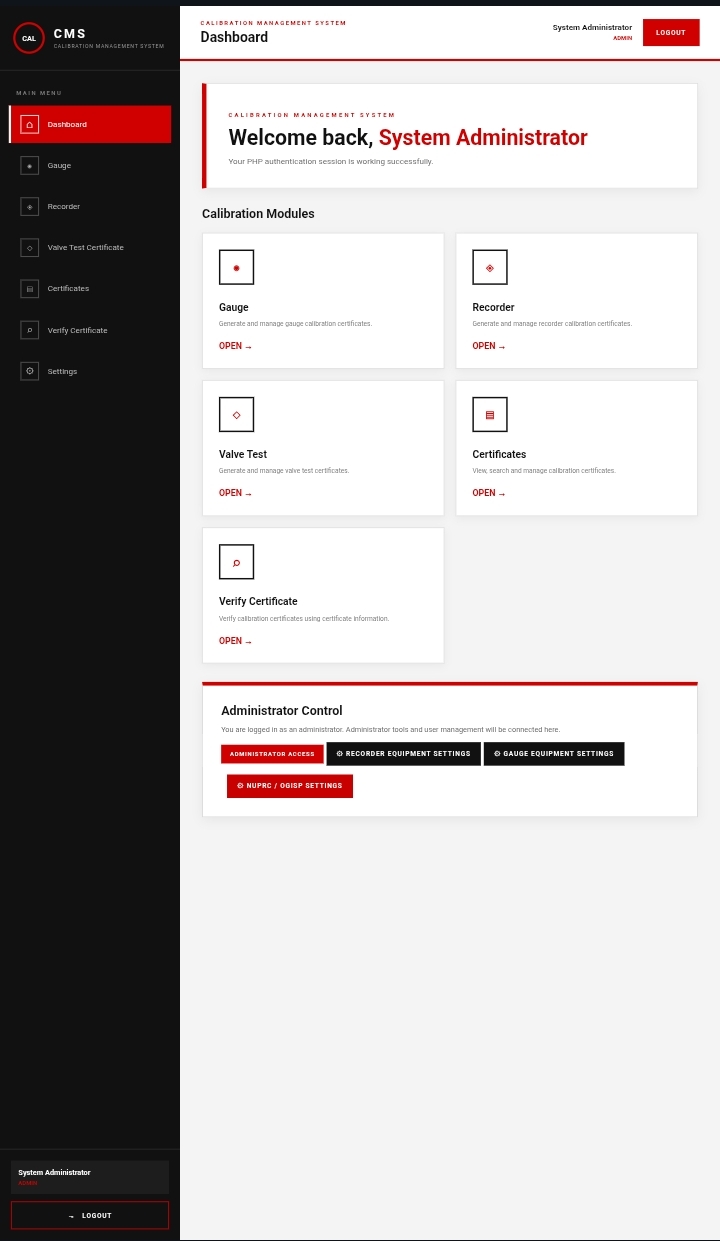 CAL
CMS
CALIBRATION MANAGEMENT SYSTEM
MAIN MENU
Dashboard
Gauge
Recorder
Valve Test Certificate
Certificates
Verify Certificate
Settings
System Administrator
ADMIN
→ LOGOUT
CALIBRATION MANAGEMENT SYSTEM
Dashboard
System Administrator
ADMIN
LOGOUT
CALIBRATION MANAGEMENT SYSTEM
Welcome back, System Administrator
Your PHP authentication session is working successfully.
Calibration Modules
Gauge
Generate and manage gauge calibration certificates.
OPEN →
Recorder
Generate and manage recorder calibration certificates.
OPEN →
Valve Test
Generate and manage valve test certificates.
OPEN →
Certificates
View, search and manage calibration certificates.
OPEN →
Verify Certificate
Verify calibration certificates using certificate information.
OPEN →
Administrator Control
You are logged in as an administrator. Administrator tools and user management will be connected here.
ADMINISTRATOR ACCESS
⚙ RECORDER EQUIPMENT SETTINGS
⚙ GAUGE EQUIPMENT SETTINGS
⚙ NUPRC / OGISP SETTINGS